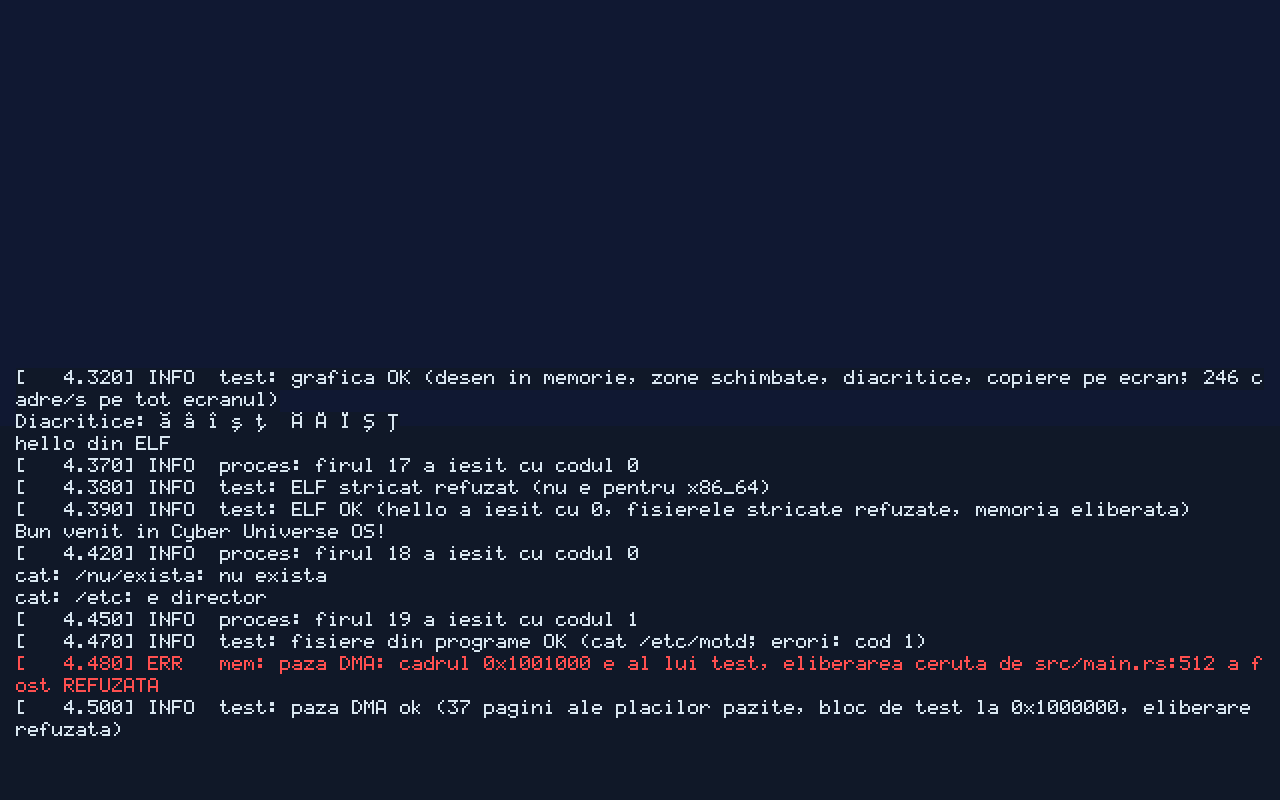 [   4.320] INFO  test: grafica OK (desen in memorie, zone schimbate, diacritice, copiere pe ecran; 246 c
adre/s pe tot ecranul)
Diacritice: ă â î ș ț  Ă Â Î Ș Ț
hello din ELF
[   4.370] INFO  proces: firul 17 a iesit cu codul 0
[   4.380] INFO  test: ELF stricat refuzat (nu e pentru x86_64)
[   4.390] INFO  test: ELF OK (hello a iesit cu 0, fisierele stricate refuzate, memoria eliberata)
Bun venit in Cyber Universe OS!
[   4.420] INFO  proces: firul 18 a iesit cu codul 0
cat: /nu/exista: nu exista
cat: /etc: e director
[   4.450] INFO  proces: firul 19 a iesit cu codul 1
[   4.470] INFO  test: fisiere din programe OK (cat /etc/motd; erori: cod 1)
[   4.480] ERR   mem: paza DMA: cadrul 0x1001000 e al lui test, eliberarea ceruta de src/main.rs:512 a f
ost REFUZATA
[   4.500] INFO  test: paza DMA ok (37 pagini ale placilor pazite, bloc de test la 0x1000000, eliberare
refuzata)